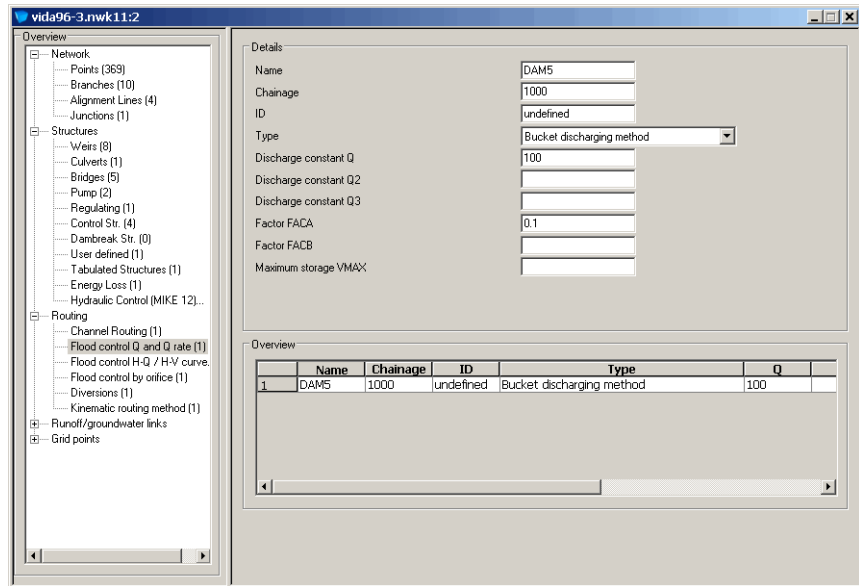 vida96-3.nwk11:2
Overview
Network
Points (369)
Branches (10)
Alignment Lines (4)
Junctions (1)
Structures
Weirs (8)
Culverts (1)
Bridges (5)
Pump (2)
Regulating (1)
Control Str. (4)
Dambreak Str. (0)
User defined (1)
Tabulated Structures (1)
Energy Loss (1)
Hydraulic Control (MIKE 12)...
Routing
Channel Routing (1)
Flood control Q and Q rate (1)
Flood control H-Q / H-V curve.
Flood control by orifice (1)
Diversions (1)
Kinematic routing method (1)
Runoff/groundwater links
Grid points
Details
Name DAM5
Chainage 1000
ID undefined
Type Bucket discharging method
Discharge constant Q 100
Discharge constant Q2
Discharge constant Q3
Factor FACA 0.1
Factor FACB
Maximum storage VMAX
Overview
Name Chainage ID Type Q
1 DAM5 1000 undefined Bucket discharging method 100